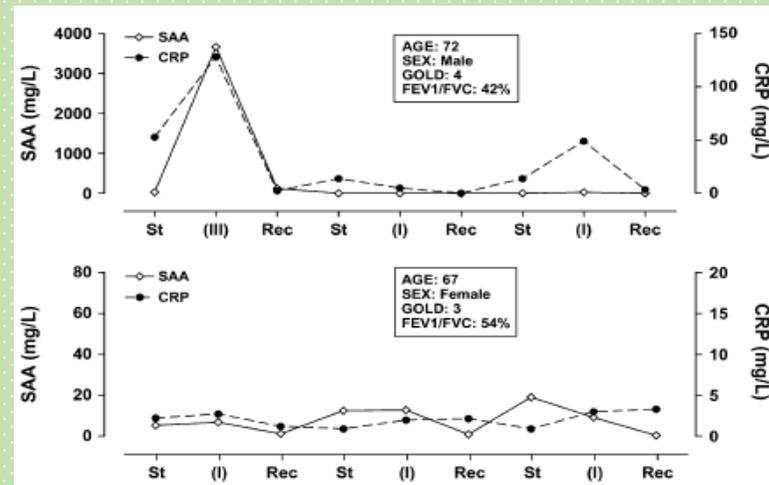 SAA
CRP
AGE: 72
SEX: Male
GOLD: 4
FEV1/FVC: 42%
SAA (mg/L)
4000
3000
2000
1000
0
150
100
50
0
CRP (mg/L)
St (III) Rec St (I) Rec St (I) Rec
SAA
CRP
AGE: 67
SEX: Female
GOLD: 3
FEV1/FVC: 54%
SAA (mg/L)
80
60
40
20
0
20
15
10
5
0
CRP (mg/L)
St (I) Rec St (I) Rec St (I) Rec